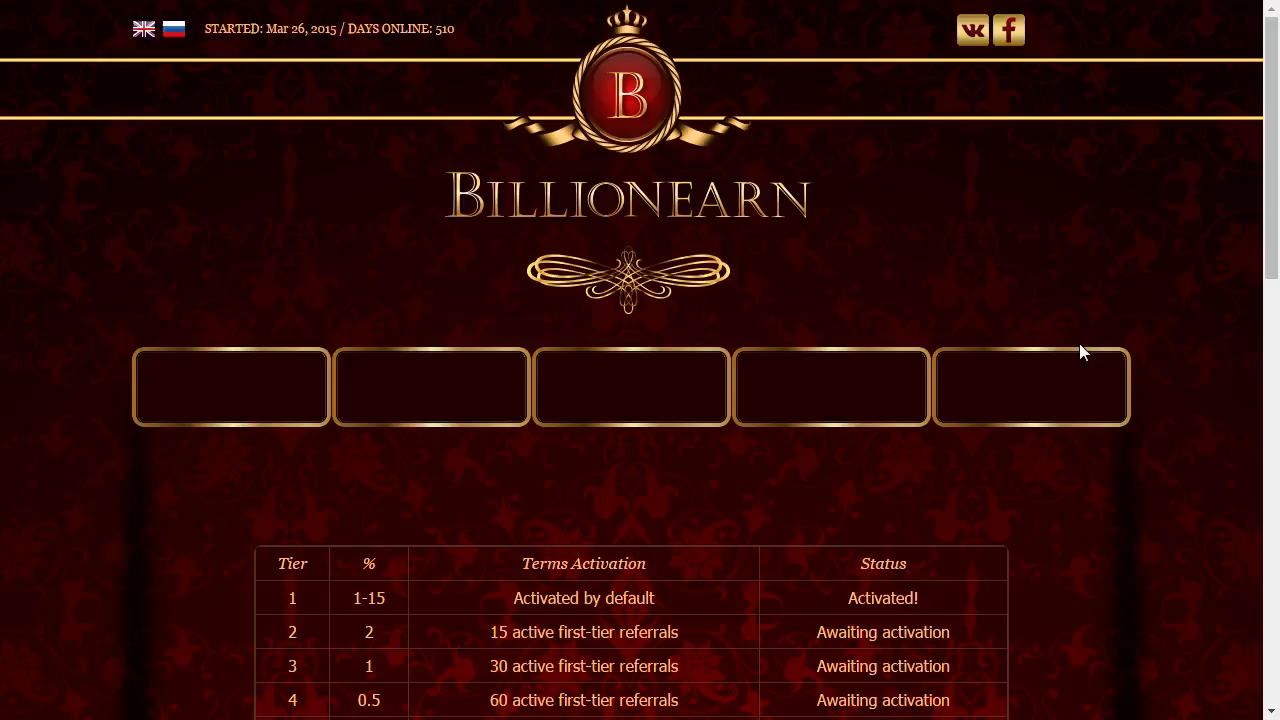 STARTED: Mar 26, 2015 / DAYS ONLINE: 510
B
BILLIONEARN
Tier % Terms Activation Status
1 1-15 Activated by default Activated!
2 2 15 active first-tier referrals Awaiting activation
3 1 30 active first-tier referrals Awaiting activation
4 0.5 60 active first-tier referrals Awaiting activation